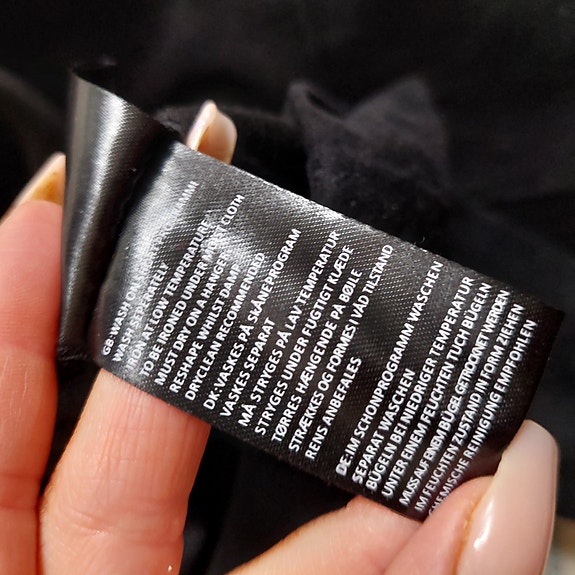 GB: WASH ON GENTLE PROGRAMME
WASH SEPARATELY
IRON AT LOW TEMPERATURE
TO BE IRONED UNDER MOIST CLOTH
MUST DRY ON A HANGER
RESHAPE WHILST DAMP
DRYCLEAN RECOMMENDED
DK: VASKES PÅ SKÅNEPROGRAM
VASKES SEPARAT
MÅ STRYGES PÅ LAV TEMPERATUR
STRYGES UNDER FUGTIGT KLÆDE
TØRRES HÆNGENDE PÅ BØLE
STRÆKKES OG FORMES I VÅD TILSTAND
RENS ANBEFALES
DE: IM SCHONPROGRAMM WASCHEN
SEPARAT WASCHEN
BÜGELN BEI NIEDRIGER TEMPERATUR
UNTER EINEM FEUCHTEN TUCH BÜGELN
MUSS AUF EINEM BÜGEL GETROCKNET WERDEN
IM FEUCHTEN ZUSTAND IN FORM ZIEHEN
CHEMISCHE REINIGUNG EMPFOHLEN